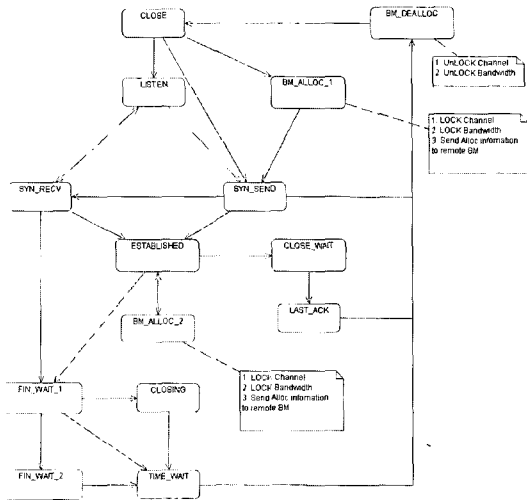 CLOSE
BM_DEALLOC
1 UnLOCK Channel
2 UnLOCK Bandwidth
LISTEN
BM_ALLOC_1
1. LOCK Channel
2 LOCK Bandwidth
3 Send Alloc Information
to remote BM
SYN_RECV
SYN_SEND
ESTABLISHED
CLOSE_WAIT
BM_ALLOC_2
LAST_ACK
1 LOCK Channel
2 LOCK Bandwidth
3 Send Alloc information
to remote BM
FIN_WAIT_1
CLOSING
FIN_WAIT_2
TIME_WAIT